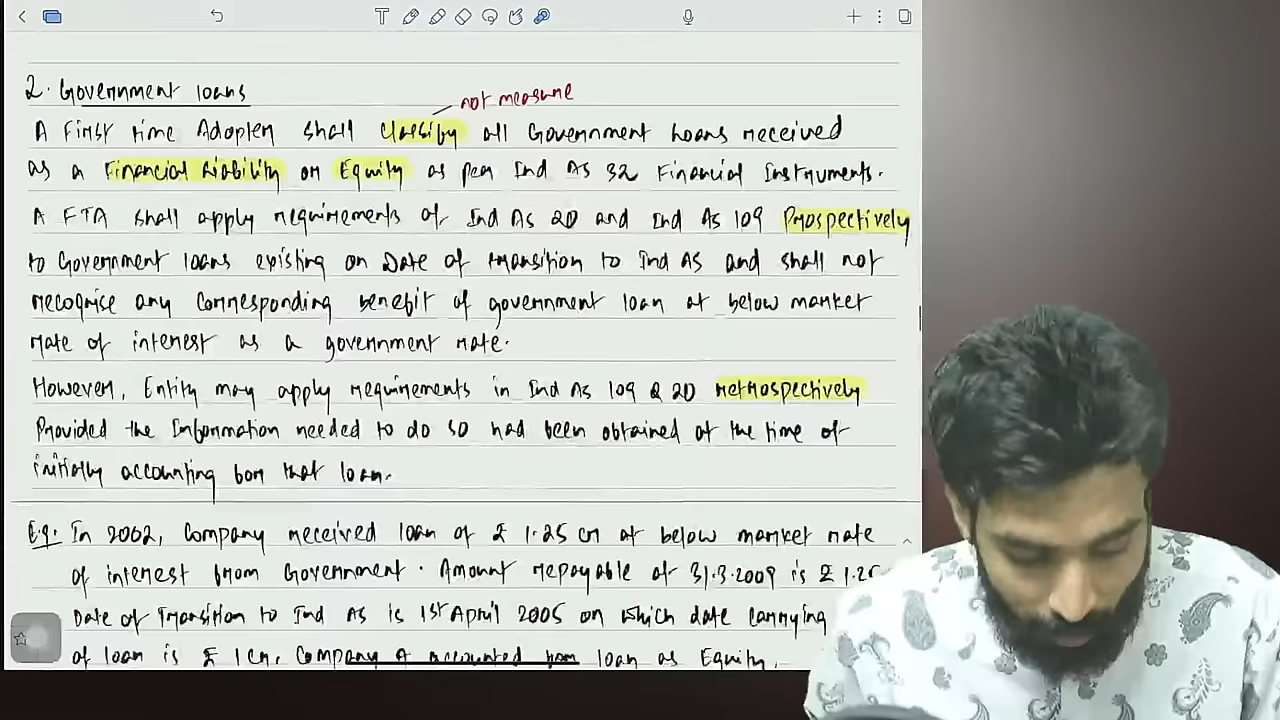 2. Government loans
not measure
A First time Adopter shall classify all Government Loans received
as a Financial Liability or Equity as per Ind As 32 Financial Instruments.
A FTA shall apply requirements of Ind As 20 and Ind As 109 Prospectively
to Government loans existing on Date of transition to Ind AS and shall not
recognise any Corresponding benefit of government loan at below market
rate of interest as a government rate.
However, Entity may apply requirements in Ind As 109 & 20 retrospectively
Provided the Information needed to do so had been obtained at the time of
initially accounting for that loan.
E.g. In 2002, Company received loan of ₹ 1.25 cr at below market rate
of interest from Government. Amount repayable at 31.3.2009 is ₹ 1.25
Date of Transition to Ind As is 1st April 2005 on which date carrying
of loan is ₹ 1 Cr. Company A accounted loan as Equity.